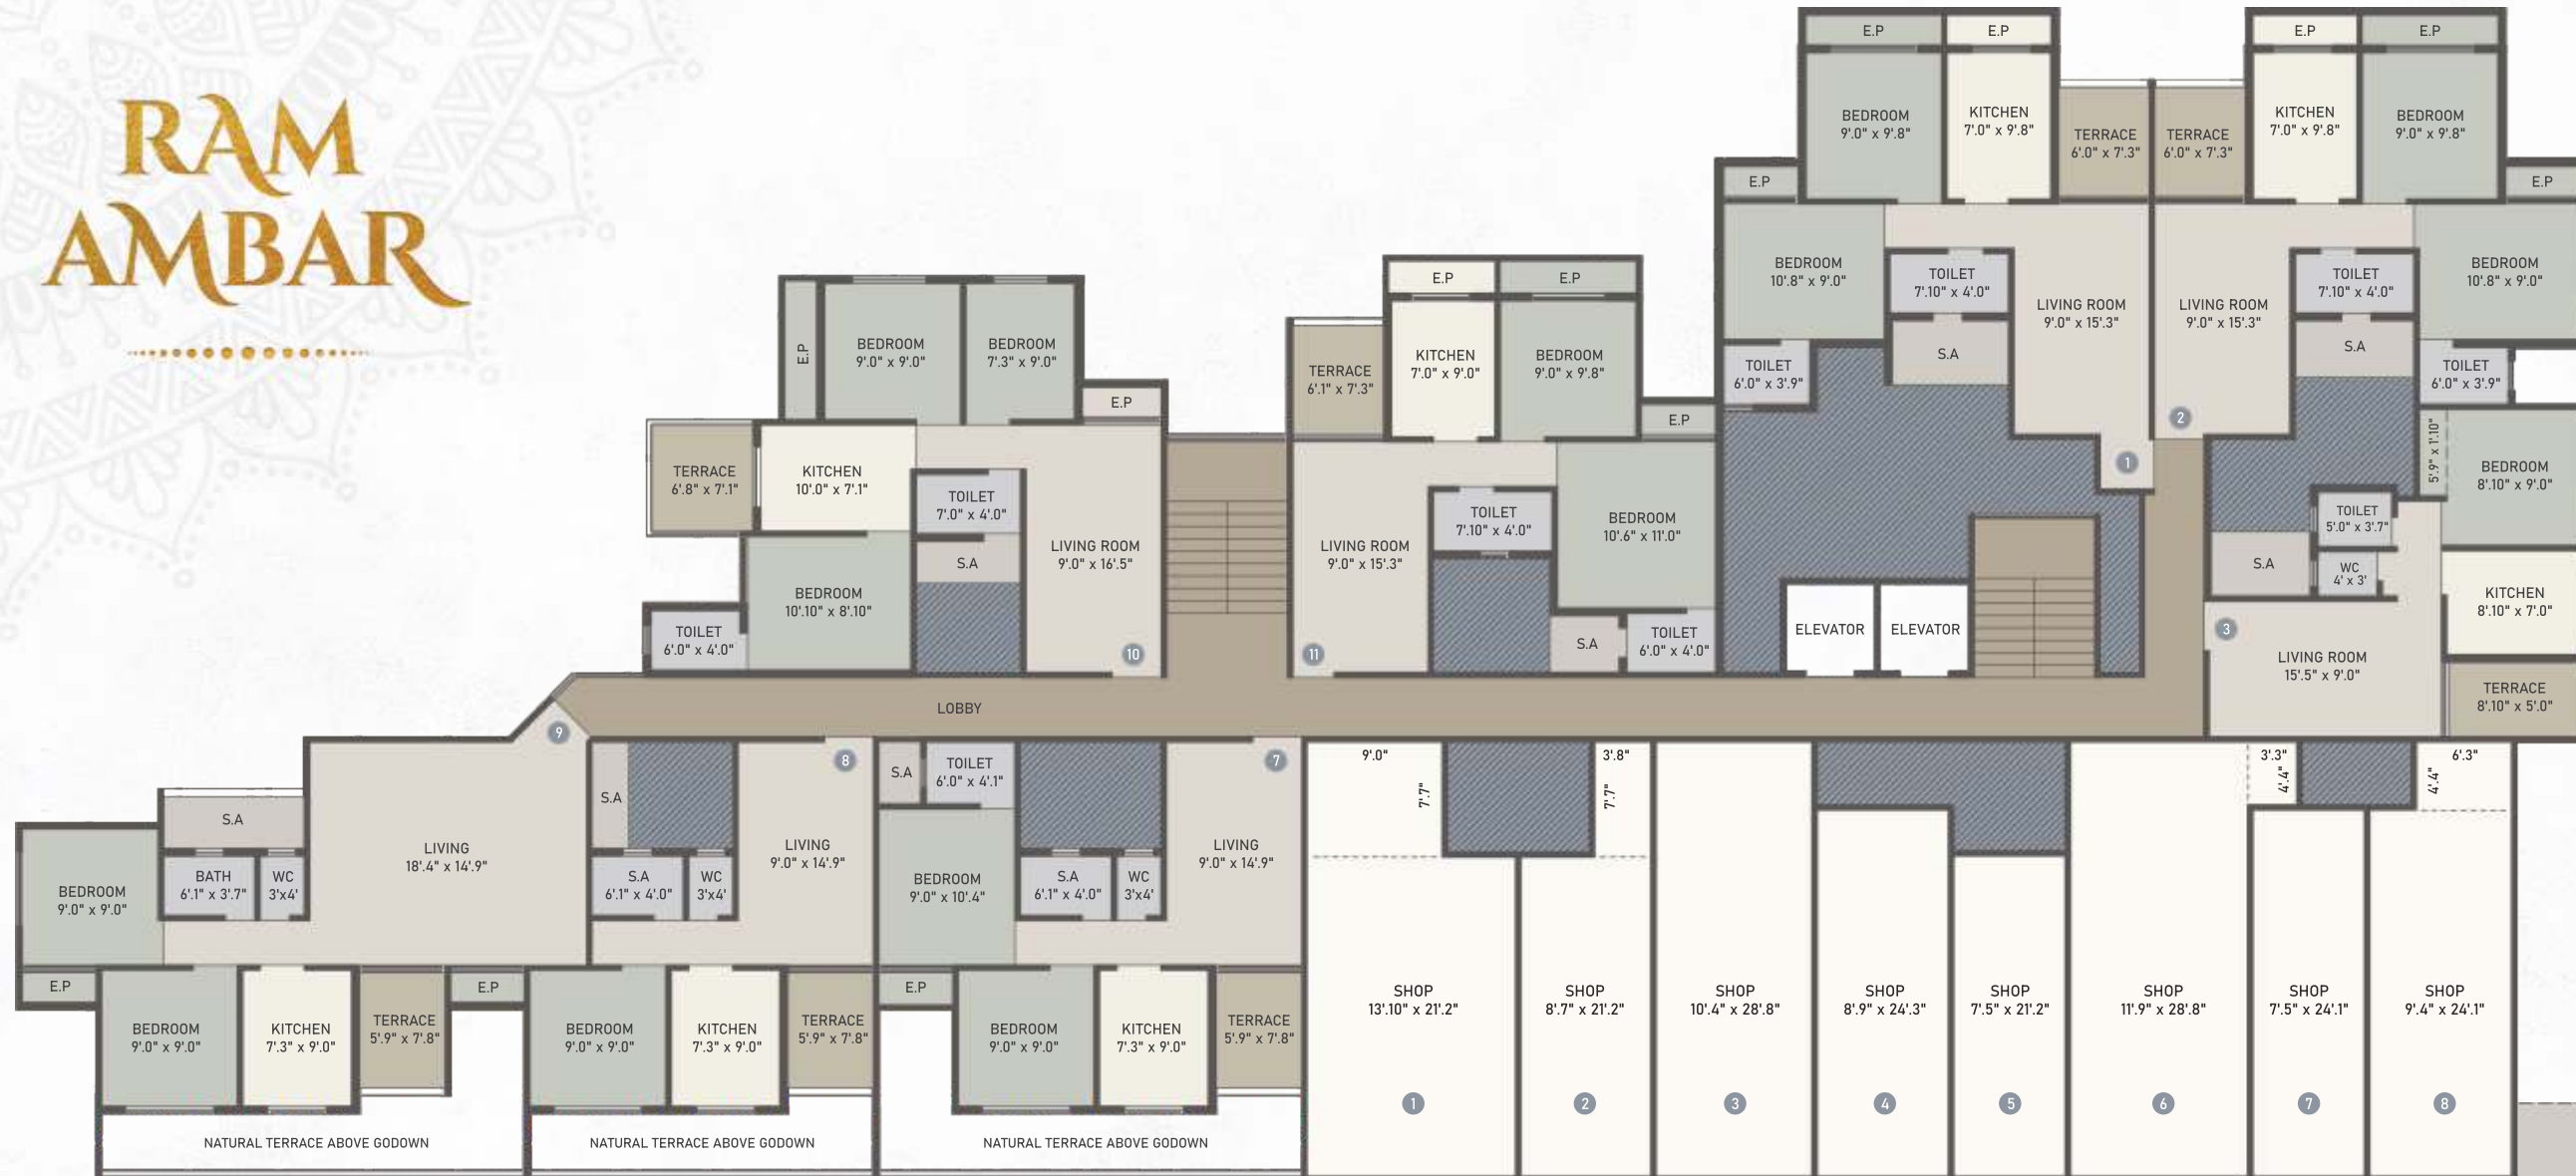 RAM
AMBAR
E.P
E.P
E.P
E.P
BEDROOM
9'.0" x 9'.8"
KITCHEN
7'.0" x 9'.8"
TERRACE
6'.0" x 7'.3"
TERRACE
6'.0" x 7'.3"
KITCHEN
7'.0" x 9'.8"
BEDROOM
9'.0" x 9'.8"
E.P
E.P
BEDROOM
10'.8" x 9'.0"
TOILET
7'.10" x 4'.0"
LIVING ROOM
9'.0" x 15'.3"
LIVING ROOM
9'.0" x 15'.3"
TOILET
7'.10" x 4'.0"
BEDROOM
10'.8" x 9'.0"
S.A
S.A
TOILET
6'.0" x 3'.9"
TOILET
6'.0" x 3'.9"
2
1
5'.9" x 1'.10"
BEDROOM
8'.10" x 9'.0"
TOILET
5'.0" x 3'.7"
S.A
WC
4' x 3'
KITCHEN
8'.10" x 7'.0"
3
LIVING ROOM
15'.5" x 9'.0"
TERRACE
8'.10" x 5'.0"
ELEVATOR
ELEVATOR
E.P
E.P
TERRACE
6'.1" x 7'.3"
KITCHEN
7'.0" x 9'.0"
BEDROOM
9'.0" x 9'.8"
E.P
LIVING ROOM
9'.0" x 15'.3"
TOILET
7'.10" x 4'.0"
BEDROOM
10'.6" x 11'.0"
S.A
TOILET
6'.0" x 4'.0"
11
E.P
BEDROOM
9'.0" x 9'.0"
BEDROOM
7'.3" x 9'.0"
E.P
TERRACE
6'.8" x 7'.1"
KITCHEN
10'.0" x 7'.1"
TOILET
7'.0" x 4'.0"
S.A
LIVING ROOM
9'.0" x 16'.5"
BEDROOM
10'.10" x 8'.10"
TOILET
6'.0" x 4'.0"
10
LOBBY
9
S.A
LIVING
18'.4" x 14'.9"
BEDROOM
9'.0" x 9'.0"
BATH
6'.1" x 3'.7"
WC
3'x4'
E.P
BEDROOM
9'.0" x 9'.0"
KITCHEN
7'.3" x 9'.0"
TERRACE
5'.9" x 7'.8"
E.P
NATURAL TERRACE ABOVE GODOWN
8
S.A
LIVING
9'.0" x 14'.9"
S.A
6'.1" x 4'.0"
WC
3'x4'
BEDROOM
9'.0" x 9'.0"
KITCHEN
7'.3" x 9'.0"
TERRACE
5'.9" x 7'.8"
NATURAL TERRACE ABOVE GODOWN
7
S.A
TOILET
6'.0" x 4'.1"
LIVING
9'.0" x 14'.9"
BEDROOM
9'.0" x 10'.4"
S.A
6'.1" x 4'.0"
WC
3'x4'
E.P
BEDROOM
9'.0" x 9'.0"
KITCHEN
7'.3" x 9'.0"
TERRACE
5'.9" x 7'.8"
NATURAL TERRACE ABOVE GODOWN
9'.0"
7'.7"
3'.8"
7'.7"
3'.3"
4'.4"
6'.3"
4'.4"
SHOP
13'.10" x 21'.2"
SHOP
8'.7" x 21'.2"
SHOP
10'.4" x 28'.8"
SHOP
8'.9" x 24'.3"
SHOP
7'.5" x 21'.2"
SHOP
11'.9" x 28'.8"
SHOP
7'.5" x 24'.1"
SHOP
9'.4" x 24'.1"
1
2
3
4
5
6
7
8